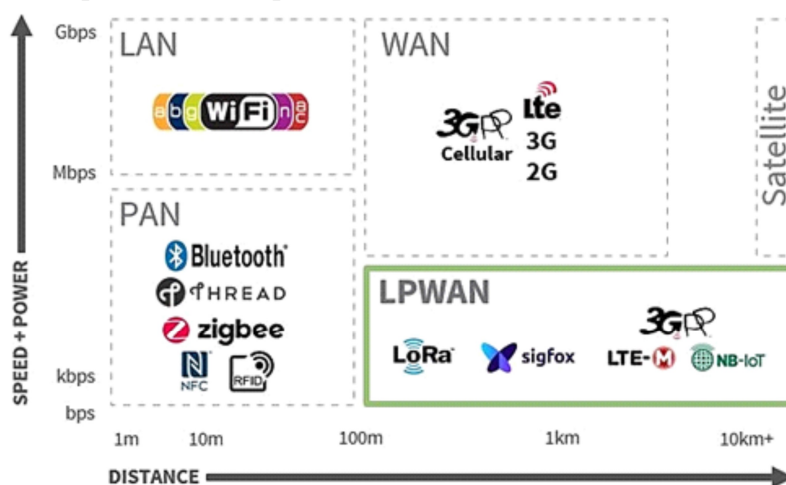 Gbps
LAN
WAN
a b g WiFi n ac
3GPP
Cellular
Lte
3G
2G
Satellite
Mbps
PAN
Bluetooth
THREAD
zigbee
NFC
RFID
LPWAN
3GPP
LoRa
sigfox
LTE-M
NB-IoT
SPEED + POWER
kbps
bps
1m 10m 100m 1km 10km+
DISTANCE